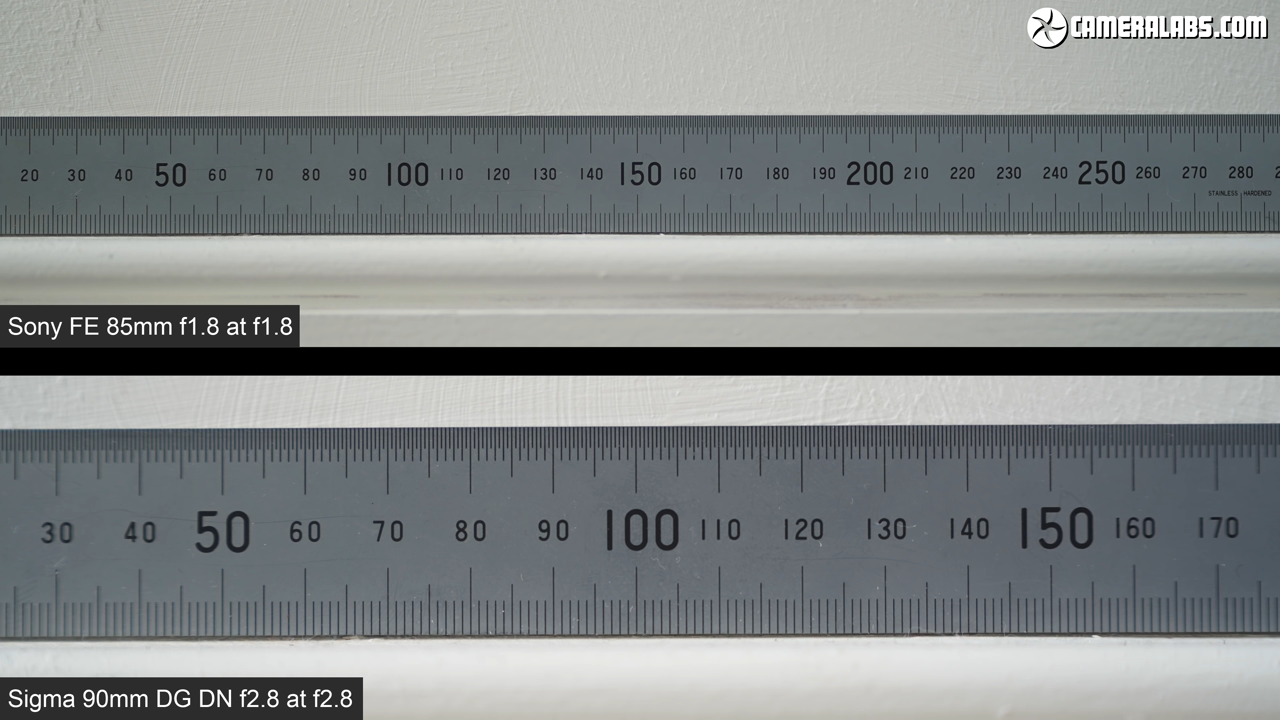 CAMERALABS.COM
20 30 40 50 60 70 80 90 100 110 120 130 140 150 160 170 180 190 200 210 220 230 240 250 260 270 280
STAINLESS HARDENED
Sony FE 85mm f1.8 at f1.8
30 40 50 60 70 80 90 100 110 120 130 140 150 160 170
Sigma 90mm DG DN f2.8 at f2.8